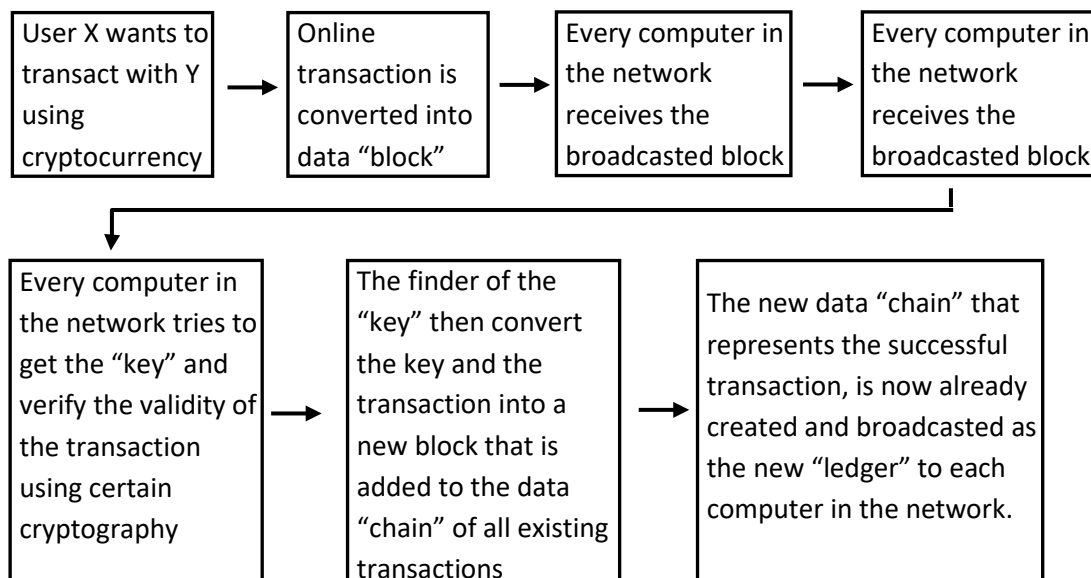 User X wants to
transact with Y
using
cryptocurrency
Online
transaction is
converted into
data “block”
Every computer in
the network
receives the
broadcasted block
Every computer in
the network
receives the
broadcasted block
Every computer in
the network tries to
get the “key” and
verify the validity of
the transaction
using certain
cryptography
The finder of the
“key” then convert
the key and the
transaction into a
new block that is
added to the data
“chain” of all existing
transactions
The new data “chain” that
represents the successful
transaction, is now already
created and broadcasted as
the new “ledger” to each
computer in the network.